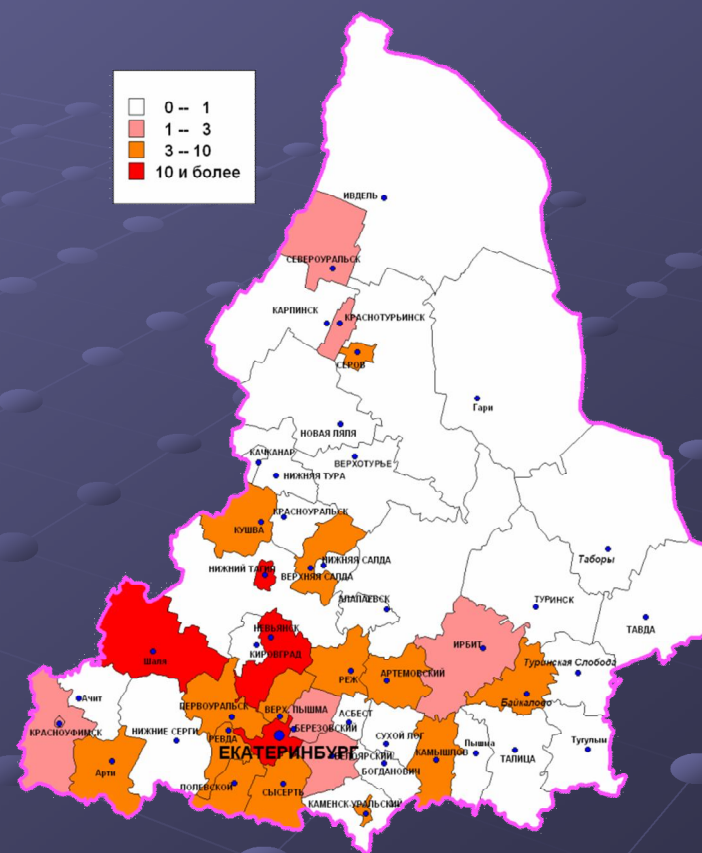 0 -- 1
1 -- 3
3 -- 10
10 и более
ИВДЕЛЬ
СЕВЕРОУРАЛЬСК
КАРПИНСК
КРАСНОТУРЬИНСК
СЕРОВ
Гари
НОВАЯ ЛЯЛЯ
КАЧКАНАР
ВЕРХОТУРЬЕ
НИЖНЯЯ ТУРА
КРАСНОУРАЛЬСК
КУШВА
НИЖНЯЯ САЛДА
Таборы
НИЖНИЙ ТАГИЛ
ВЕРХНЯЯ САЛДА
АЛАПАЕВСК
ТУРИНСК
ТАВДА
НЕВЬЯНСК
ИРБИТ
КИРОВГРАД
Шаля
Туринская Слобода
РЕЖ
АРТЕМОВСКИЙ
Ачит
Байкалово
ПЕРВОУРАЛЬСК
ВЕРХ. ПЫШМА
АСБЕСТ
КРАСНОУФИМСК
НИЖНИЕ СЕРГИ
РЕВДА
БЕРЕЗОВСКИЙ
СУХОЙ ЛОГ
Пышма
Тугулым
ЕКАТЕРИНБУРГ
БЕЛОЯРСКИЙ
КАМЫШЛОВ
ТАЛИЦА
Арти
БОГДАНОВИЧ
ПОЛЕВСКОЙ
СЫСЕРТЬ
КАМЕНСК-УРАЛЬСКИЙ